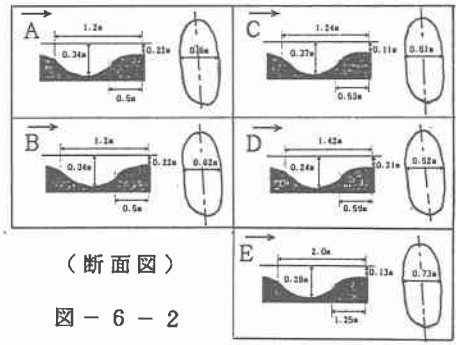 A
1.2m
0.34m
0.22m
0.5m
0.6m
B
1.2m
0.34m
0.22m
0.5m
0.62m
C
1.24m
0.37m
0.11m
0.53m
0.61m
D
1.42m
0.24m
0.21m
0.59m
0.52m
E
2.0m
0.28m
0.13m
1.25m
0.73m
(断面図)
図-6-2